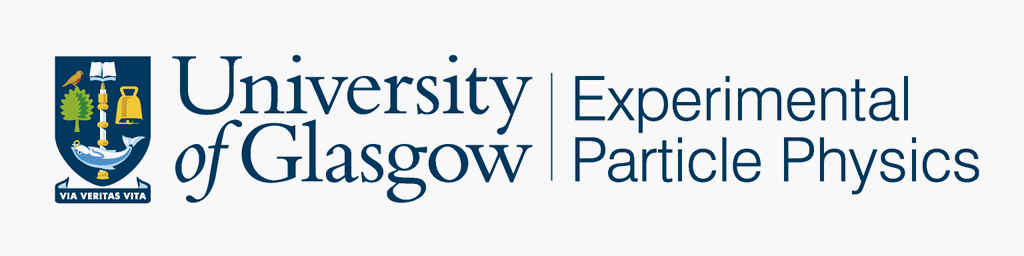 University
of Glasgow
Experimental
Particle Physics
VIA VERITAS VITA